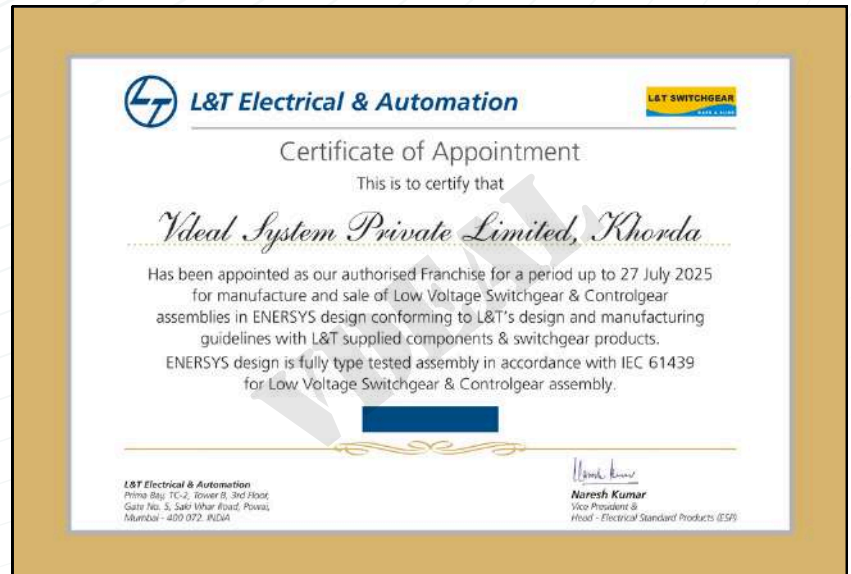 L&T Electrical & Automation
L&T SWITCHGEAR
Certificate of Appointment
This is to certify that
Vdeal System Private Limited, Khorda
Has been appointed as our authorised Franchise for a period up to 27 July 2025
for manufacture and sale of Low Voltage Switchgear & Controlgear
assemblies in ENERSYS design conforming to L&T's design and manufacturing
guidelines with L&T supplied components & switchgear products.
ENERSYS design is fully type tested assembly in accordance with IEC 61439
for Low Voltage Switchgear & Controlgear assembly.
VDEAL
L&T Electrical & Automation
Prima Bay, TC-2, Tower B, 3rd Floor,
Gate No. 5, Saki Vihar Road, Powai,
Mumbai - 400 072. INDIA
Naresh Kumar
Naresh Kumar
Vice President &
Head - Electrical Standard Products (ESP)